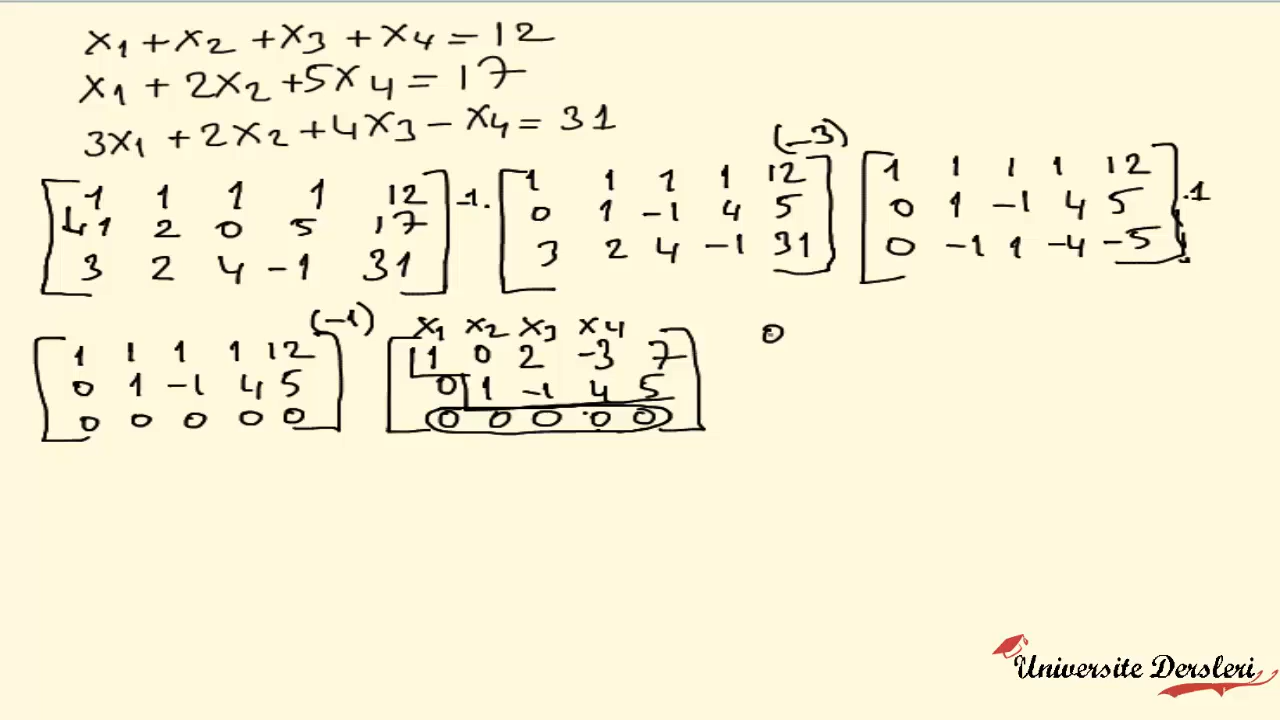 x₁ + x₂ + x₃ + x₄ = 12
x₁ + 2x₂ + 5x₄ = 17
3x₁ + 2x₂ + 4x₃ - x₄ = 31
1 1 1 1 12
1 2 0 5 17
3 2 4 -1 31
-1.
1 1 1 1 12
0 1 -1 4 5
3 2 4 -1 31
(-3)
1 1 1 1 12
0 1 -1 4 5
0 -1 1 -4 -5
.1
1 1 1 1 12
0 1 -1 4 5
0 0 0 0 0
(-1)
x₁ x₂ x₃ x₄
1 0 2 -3 7
0 1 -1 4 5
0 0 0 0 0
0
Universite Dersleri